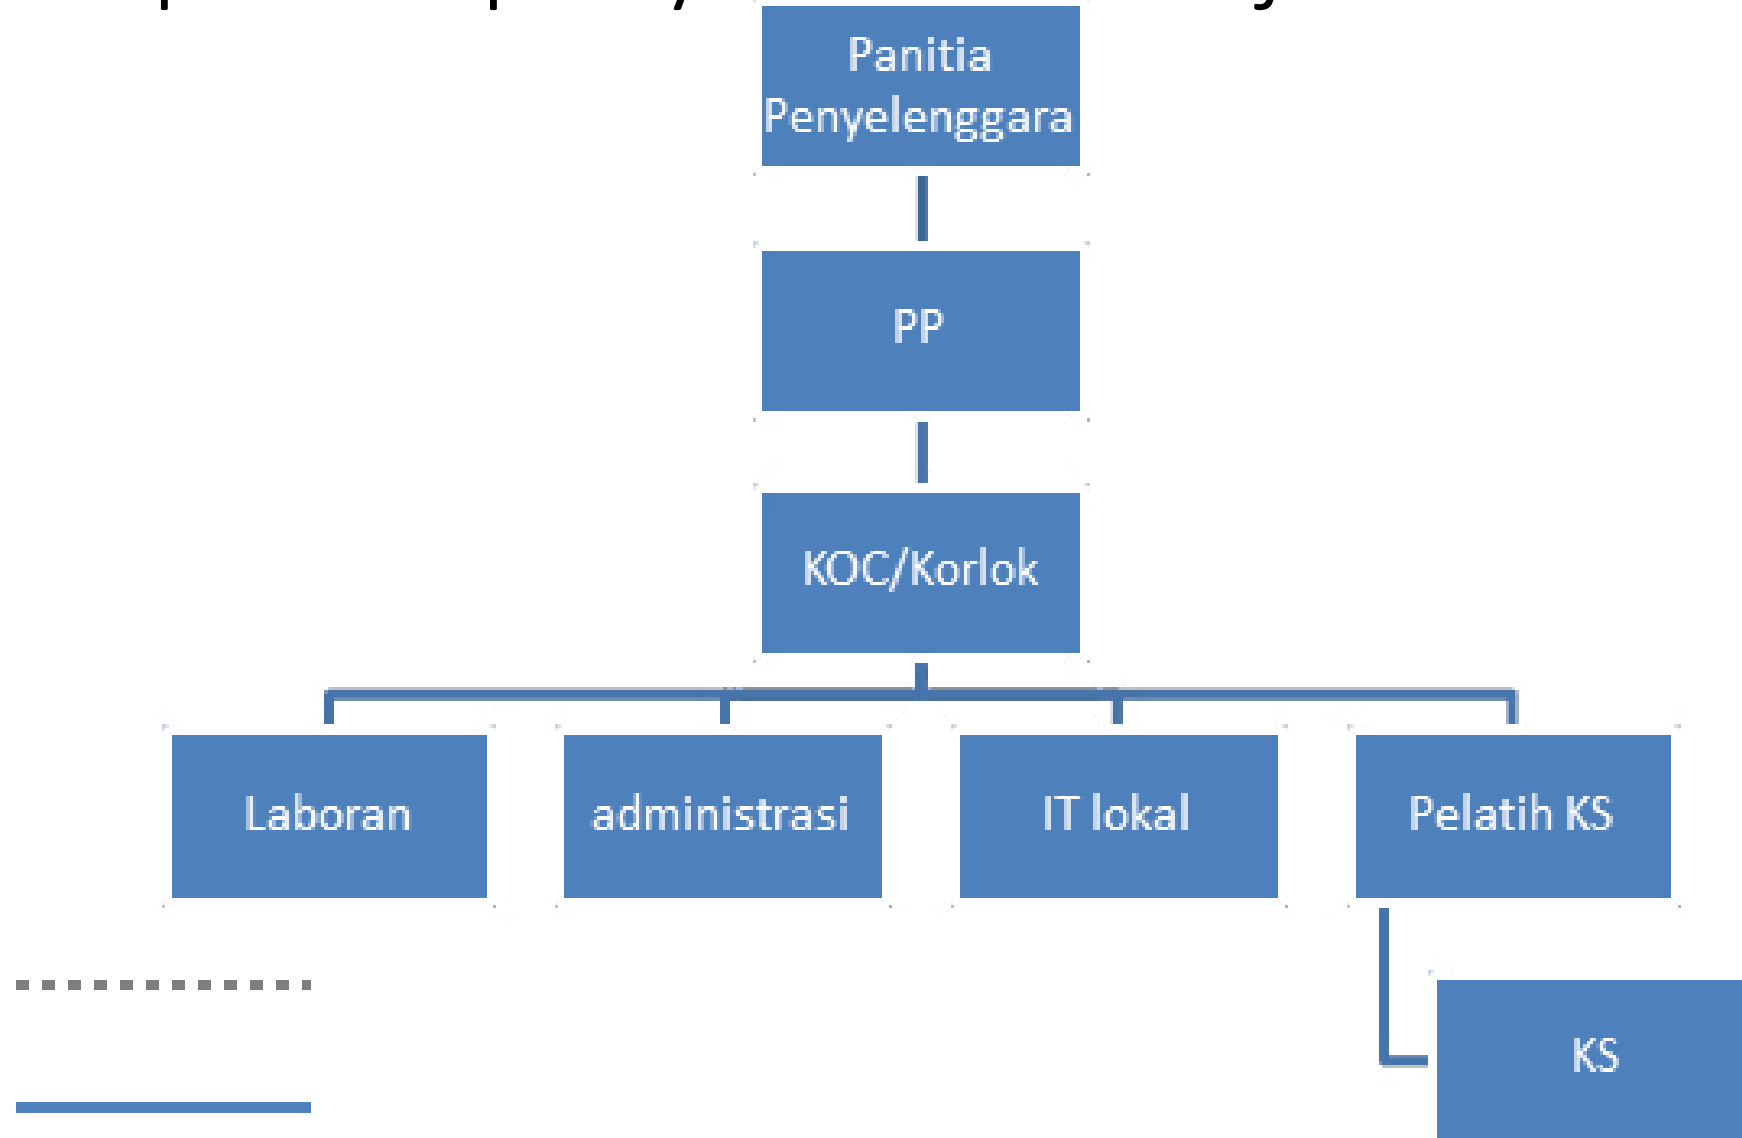 Panitia
Penyelenggara
PP
KOC/Korlok
Laboran
administrasi
IT lokal
Pelatih KS
KS